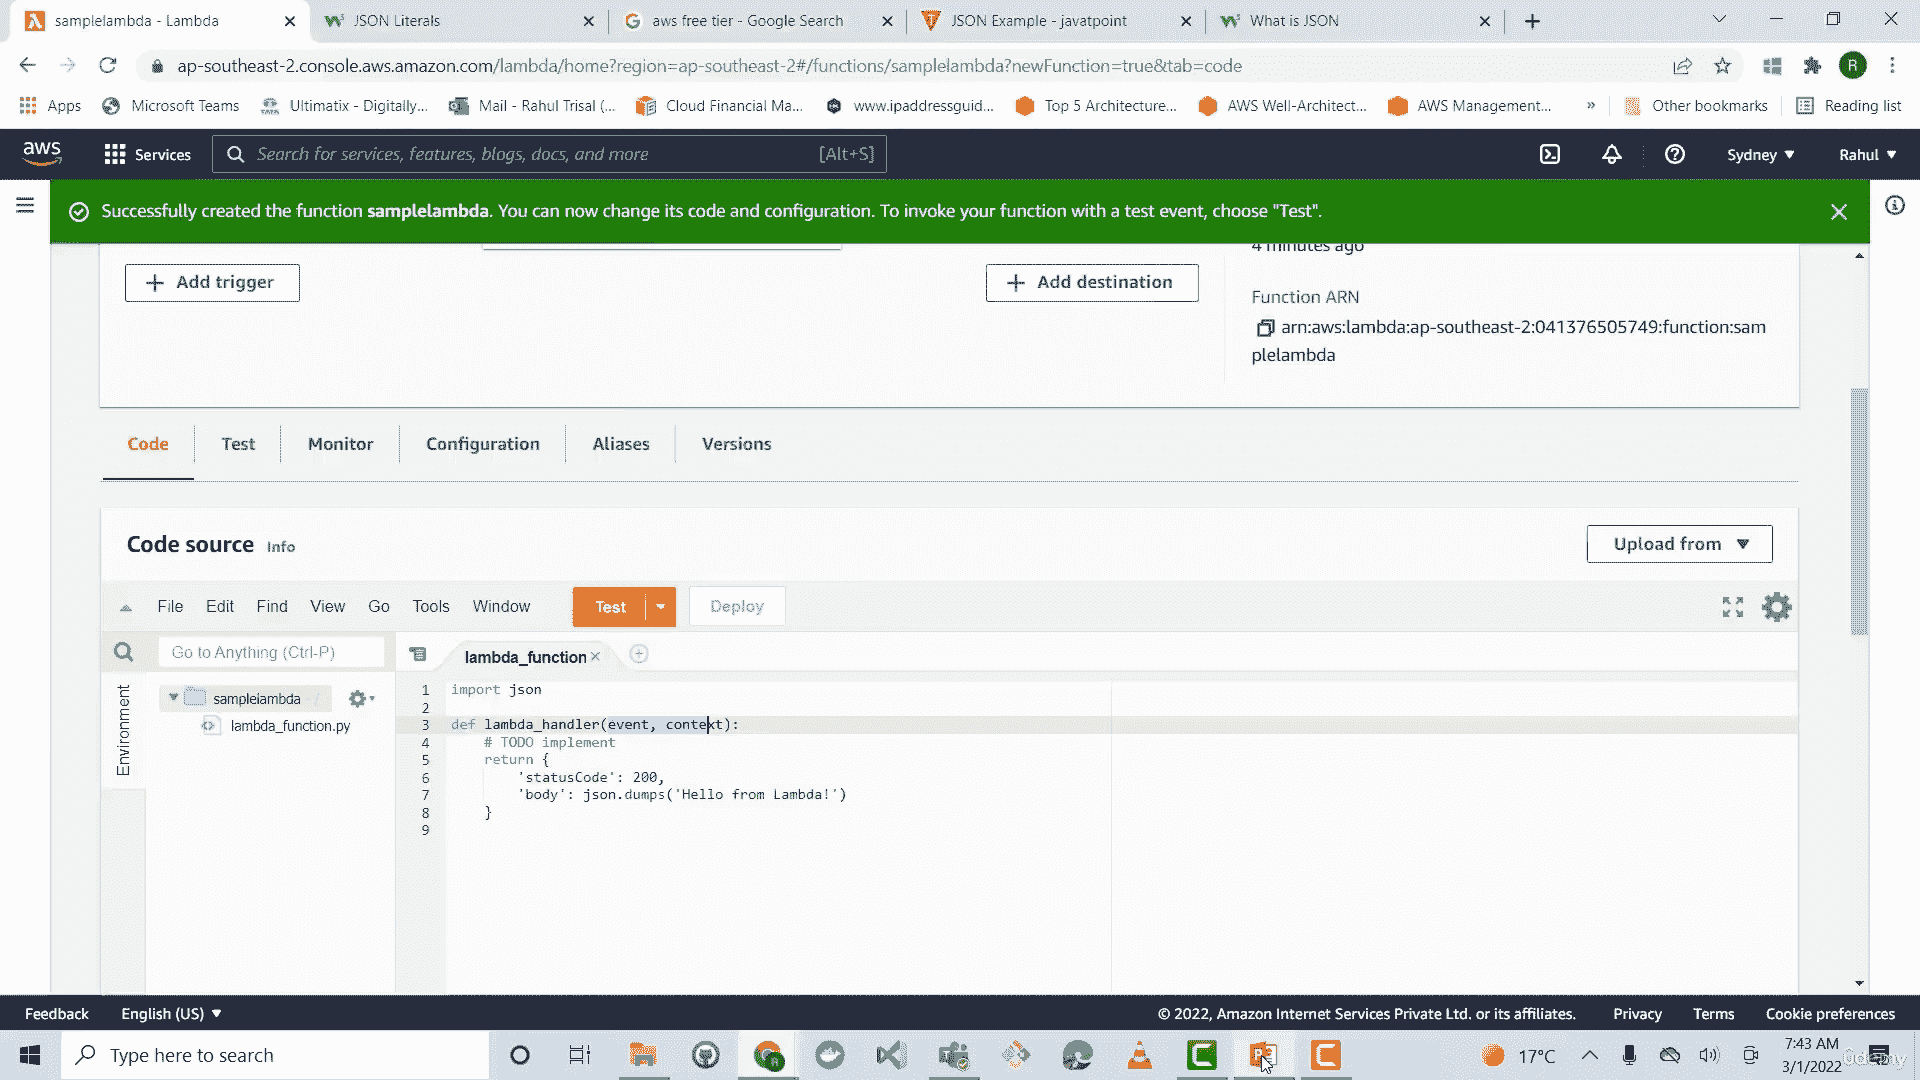 samplelambda - Lambda
JSON Literals
aws free tier - Google Search
JSON Example - javatpoint
What is JSON
ap-southeast-2.console.aws.amazon.com/lambda/home?region=ap-southeast-2#/functions/samplelambda?newFunction=true&tab=code
R
Apps
Microsoft Teams
Ultimatix - Digitally...
Mail - Rahul Trisal (...
Cloud Financial Ma...
www.ipaddressguid...
Top 5 Architecture...
AWS Well-Architect...
AWS Management...
»
Other bookmarks
Reading list
aws
Services
Search for services, features, blogs, docs, and more
[Alt+S]
Sydney
Rahul
Successfully created the function samplelambda. You can now change its code and configuration. To invoke your function with a test event, choose "Test".
4 minutes ago
Add trigger
Add destination
Function ARN
arn:aws:lambda:ap-southeast-2:041376505749:function:sam
plelambda
Code
Test
Monitor
Configuration
Aliases
Versions
Code source
Info
Upload from
File
Edit
Find
View
Go
Tools
Window
Test
Deploy
Go to Anything (Ctrl-P)
lambda_function
Environment
samplelambda
lambda_function.py
1 import json
2
3 def lambda_handler(event, context):
4 # TODO implement
5 return {
6 'statusCode': 200,
7 'body': json.dumps('Hello from Lambda!')
8 }
9
Feedback
English (US)
© 2022, Amazon Internet Services Private Ltd. or its affiliates.
Privacy
Terms
Cookie preferences
Type here to search
17°C
7:43 AM
3/1/2022
ûdemy